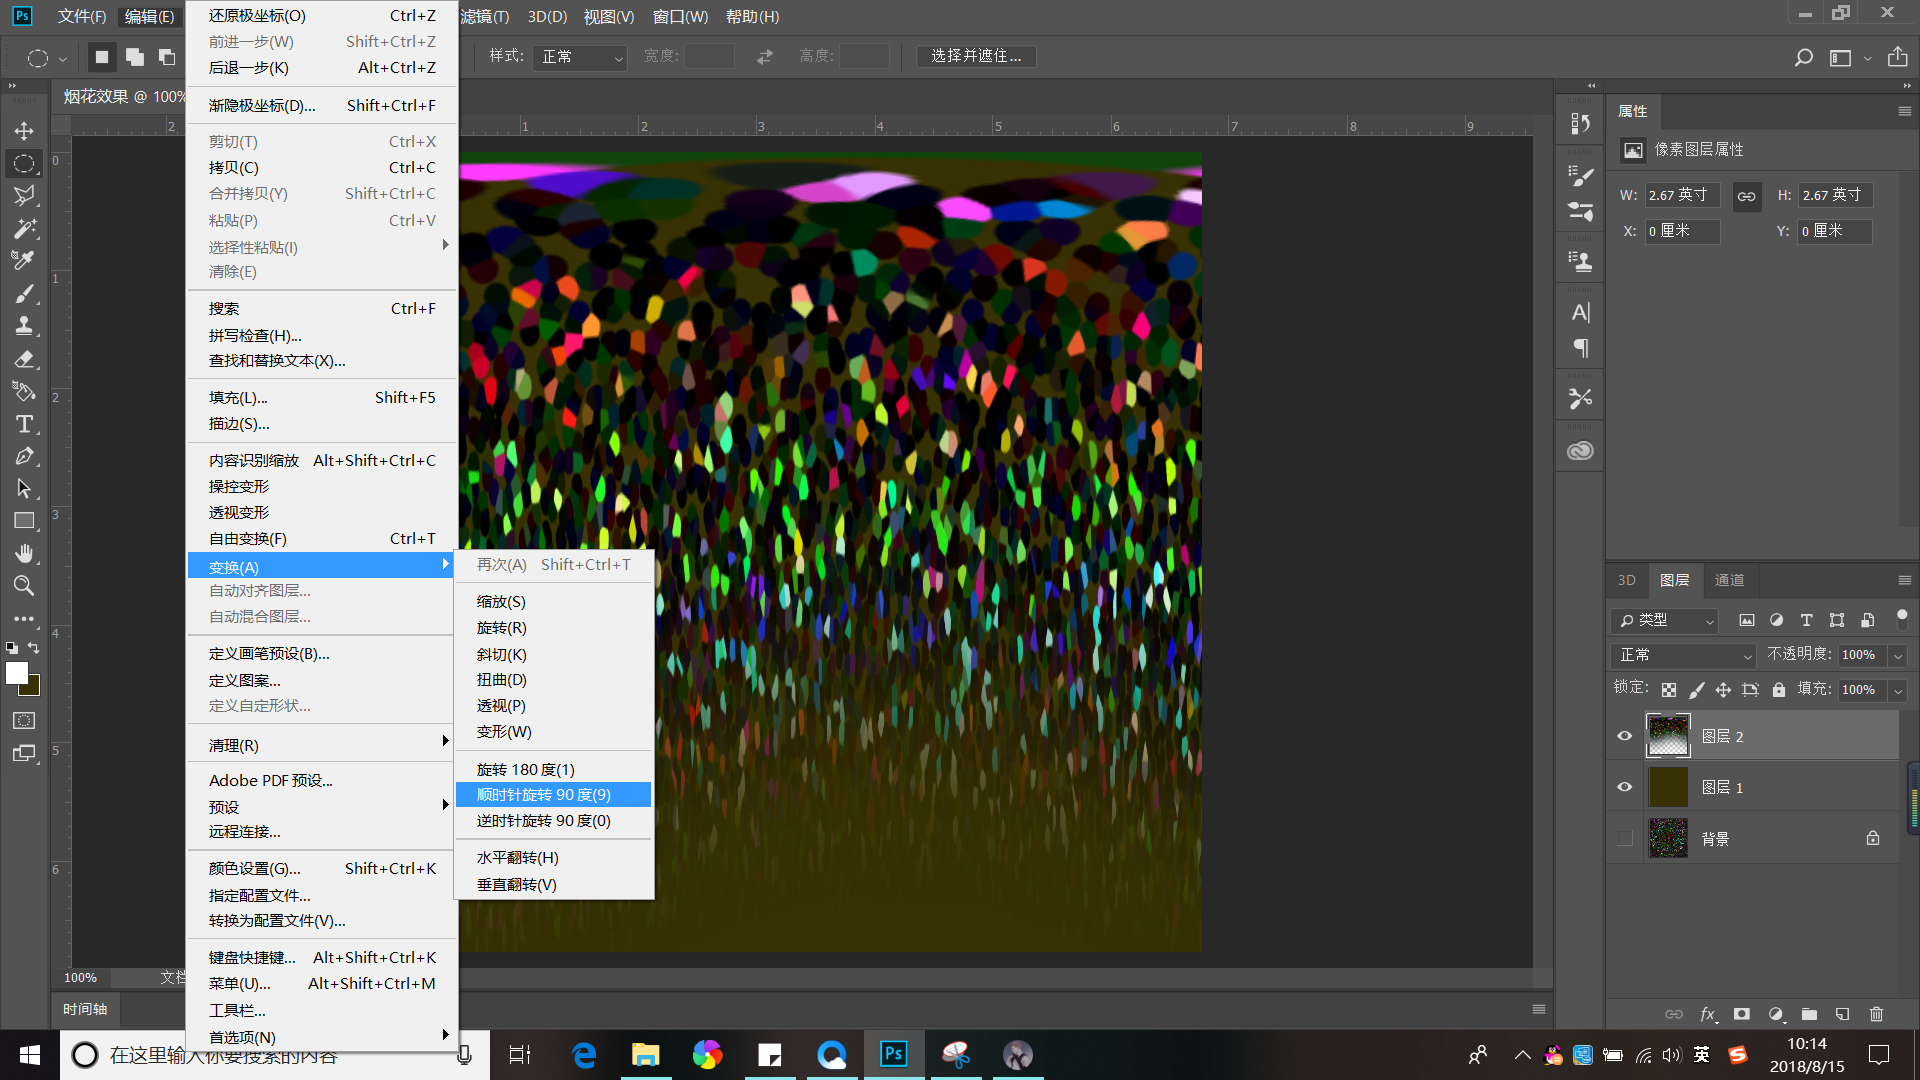 Ps 文件(F) 编辑(E) 滤镜(T) 3D(D) 视图(V) 窗口(W) 帮助(H)
样式: 正常 宽度: 高度: 选择并遮住...
烟花效果 @ 100%
2 1 2 3 4 5 6 7 8 9
0
1
2
3
4
5
6
还原极坐标(O) Ctrl+Z
前进一步(W) Shift+Ctrl+Z
后退一步(K) Alt+Ctrl+Z
渐隐极坐标(D)... Shift+Ctrl+F
剪切(T) Ctrl+X
拷贝(C) Ctrl+C
合并拷贝(Y) Shift+Ctrl+C
粘贴(P) Ctrl+V
选择性粘贴(I)
清除(E)
搜索 Ctrl+F
拼写检查(H)...
查找和替换文本(X)...
填充(L)... Shift+F5
描边(S)...
内容识别缩放 Alt+Shift+Ctrl+C
操控变形
透视变形
自由变换(F) Ctrl+T
变换(A)
自动对齐图层...
自动混合图层...
定义画笔预设(B)...
定义图案...
定义自定形状...
清理(R)
Adobe PDF 预设...
预设
远程连接...
颜色设置(G)... Shift+Ctrl+K
指定配置文件...
转换为配置文件(V)...
键盘快捷键... Alt+Shift+Ctrl+K
菜单(U)... Alt+Shift+Ctrl+M
工具栏...
首选项(N)
再次(A) Shift+Ctrl+T
缩放(S)
旋转(R)
斜切(K)
扭曲(D)
透视(P)
变形(W)
旋转 180 度(1)
顺时针旋转 90 度(9)
逆时针旋转 90 度(0)
水平翻转(H)
垂直翻转(V)
属性
像素图层属性
W: 2.67 英寸 H: 2.67 英寸
X: 0 厘米 Y: 0 厘米
3D 图层 通道
类型
正常 不透明度: 100%
锁定: 填充: 100%
图层 2
图层 1
背景
fx
100% 文档
时间轴
在这里输入你要搜索的内容
Ps
英
10:14
2018/8/15